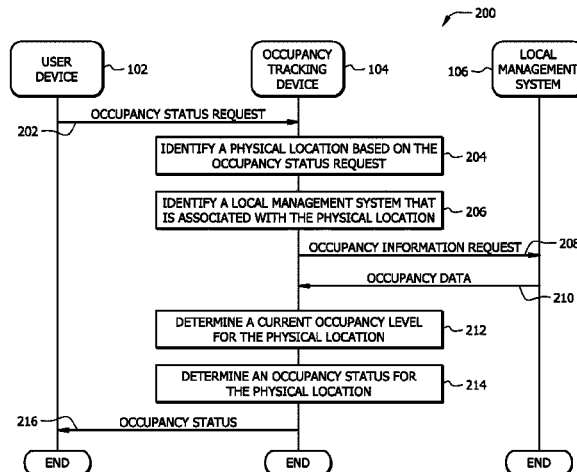 200
USER
DEVICE
102
OCCUPANCY
TRACKING
DEVICE
104
106
LOCAL
MANAGEMENT
SYSTEM
OCCUPANCY STATUS REQUEST
202
IDENTIFY A PHYSICAL LOCATION BASED ON THE
OCCUPANCY STATUS REQUEST
204
IDENTIFY A LOCAL MANAGEMENT SYSTEM THAT
IS ASSOCIATED WITH THE PHYSICAL LOCATION
206
OCCUPANCY INFORMATION REQUEST
208
OCCUPANCY DATA
210
DETERMINE A CURRENT OCCUPANCY LEVEL
FOR THE PHYSICAL LOCATION
212
DETERMINE AN OCCUPANCY STATUS FOR
THE PHYSICAL LOCATION
214
216
OCCUPANCY STATUS
END
END
END